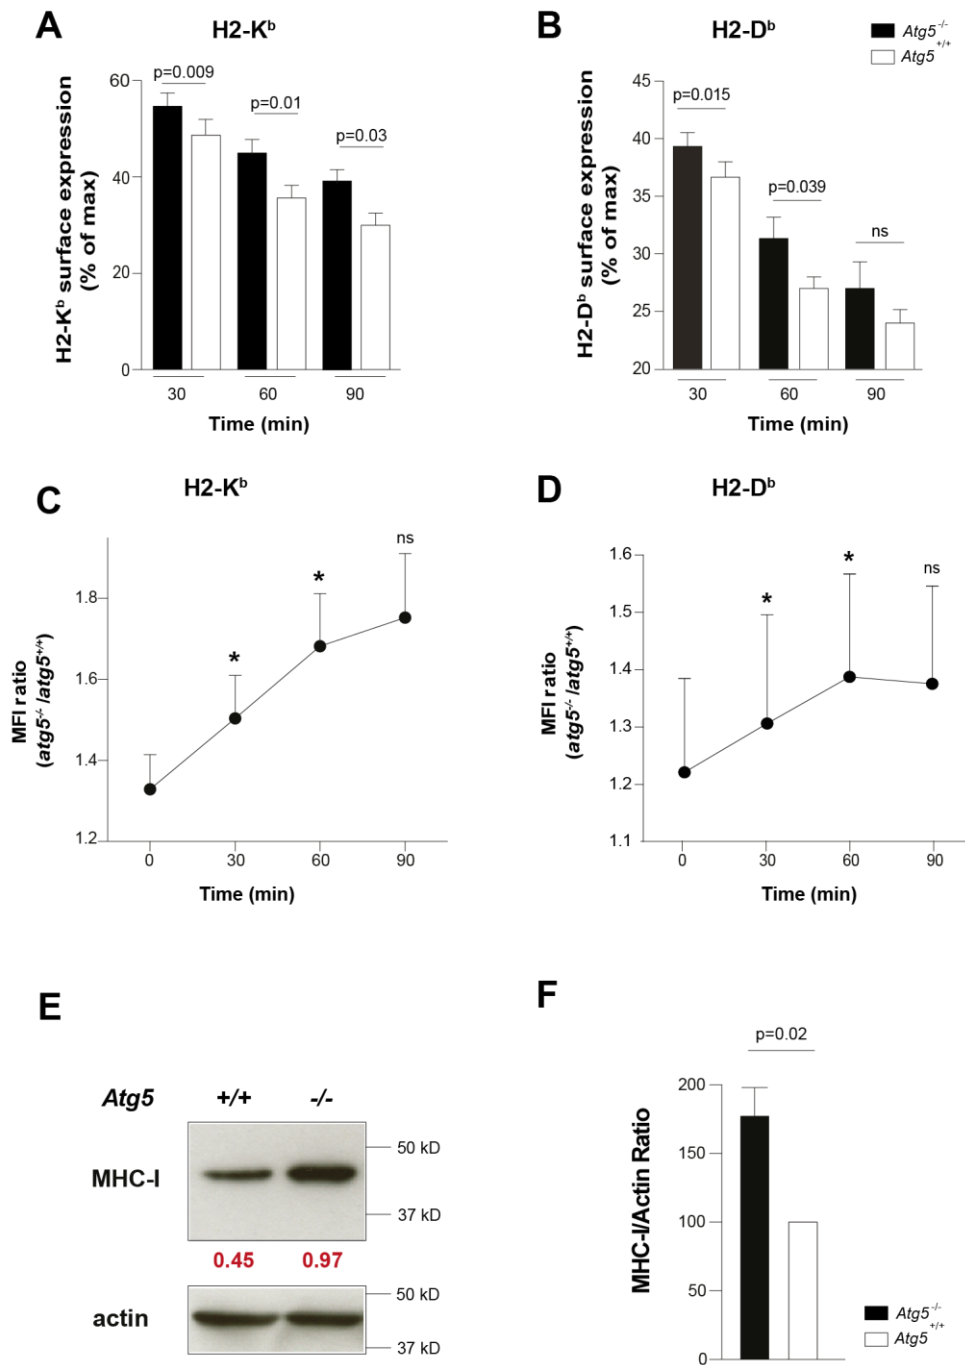 A
H2-Kᵇ
H2-Kᵇ surface expression
(% of max)
60
40
20
0
p=0.009
p=0.01
p=0.03
30
60
90
Time (min)
B
H2-Dᵇ
Atg5⁻/⁻
Atg5⁺/⁺
H2-Dᵇ surface expression
(% of max)
45
40
35
30
25
20
p=0.015
p=0.039
ns
30
60
90
Time (min)
C
H2-Kᵇ
MFI ratio
(atg5⁻/⁻ /atg5⁺/⁺)
1.8
1.6
1.4
1.2
*
*
ns
0
30
60
90
Time (min)
D
H2-Dᵇ
MFI ratio
(atg5⁻/⁻ /atg5⁺/⁺)
1.6
1.5
1.4
1.3
1.2
1.1
*
*
ns
0
30
60
90
Time (min)
E
Atg5 +/+ -/-
MHC-I
50 kD
37 kD
0.45 0.97
actin
50 kD
37 kD
F
p=0.02
MHC-I/Actin Ratio
200
150
100
50
0
Atg5⁻/⁻
Atg5⁺/⁺